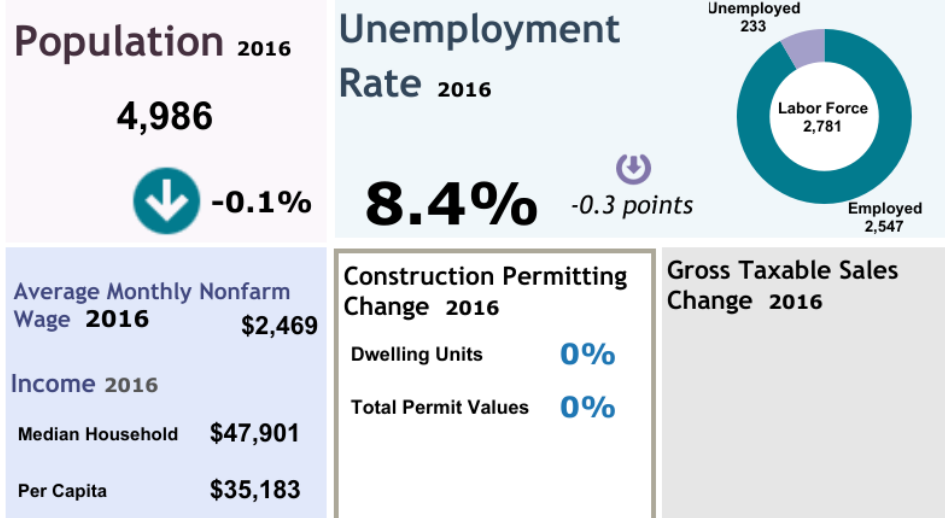 Population 2016
4,986
-0.1%
Unemployment
Rate 2016
8.4%
-0.3 points
Unemployed
233
Labor Force
2,781
Employed
2,547
Average Monthly Nonfarm
Wage 2016
$2,469
Income 2016
Median Household $47,901
Per Capita $35,183
Construction Permitting
Change 2016
Dwelling Units 0%
Total Permit Values 0%
Gross Taxable Sales
Change 2016